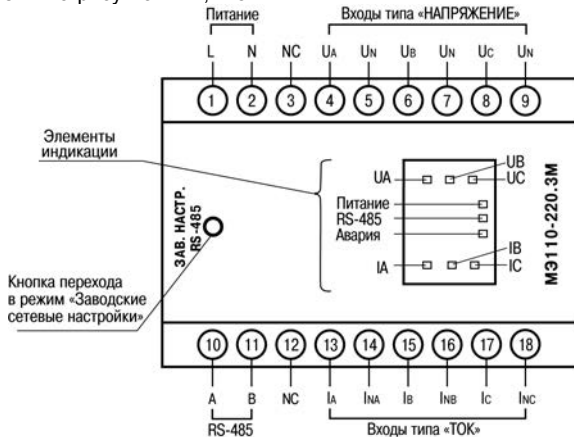 Питание Входы типа «НАПРЯЖЕНИЕ»
L N NC UA UN UB UN UC UN
1 2 3 4 5 6 7 8 9
Элементы
индикации
UB
UA UC
Питание
RS-485
Авария
IB
IA IC
ЗАВ. НАСТР.
RS-485
МЭ110-220.3М
Кнопка перехода
в режим «Заводские
сетевые настройки»
10 11 12 13 14 15 16 17 18
A B NC IA INA IB INB IC INC
RS-485 Входы типа «ТОК»